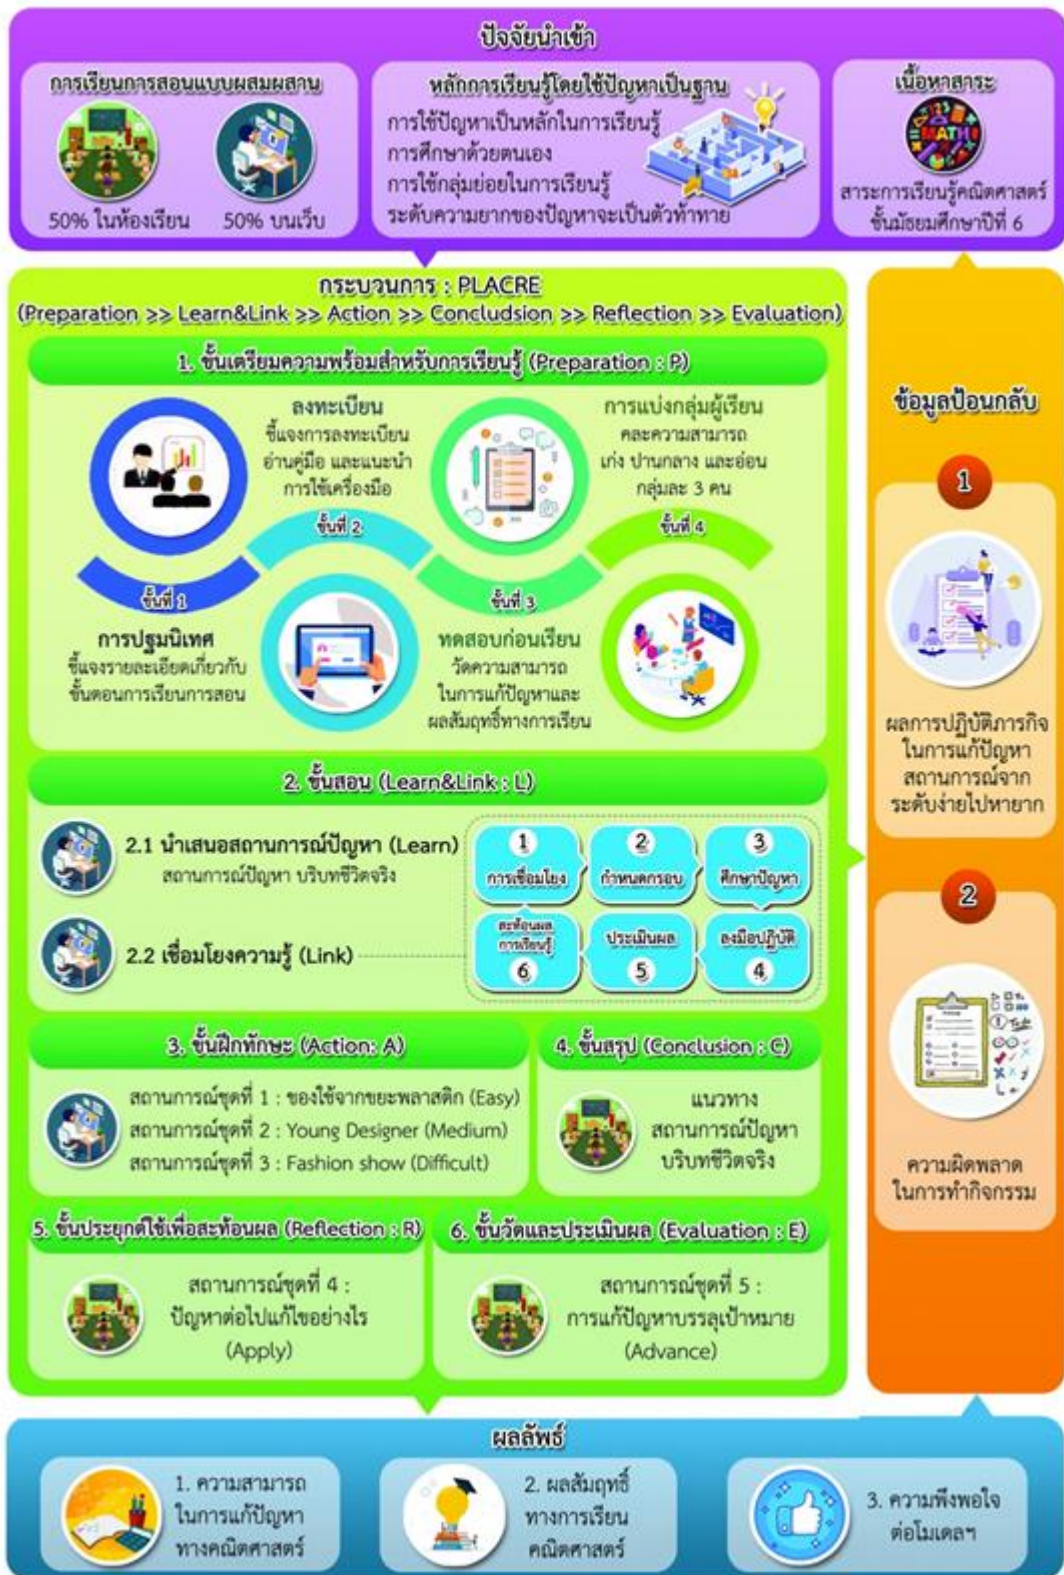 ปัจจัยนำเข้า
การเรียนการสอนแบบผสมผสาน
50% ในห้องเรียน
50% บนเว็บ
หลักการเรียนรู้โดยใช้ปัญหาเป็นฐาน
การใช้ปัญหาเป็นหลักในการเรียนรู้
การศึกษาด้วยตนเอง
การใช้กลุ่มย่อยในการเรียนรู้
ระดับความยากของปัญหาจะเป็นตัวท้าทาย
เนื้อหาสาระ
MATH
สาระการเรียนรู้คณิตศาสตร์
ชั้นมัธยมศึกษาปีที่ 6
กระบวนการ : PLACRE
(Preparation >> Learn&Link >> Action >> Concludsion >> Reflection >> Evaluation)
1. ขั้นเตรียมความพร้อมสำหรับการเรียนรู้ (Preparation : P)
ขั้นที่ 1
การปฐมนิเทศ
ชี้แจงรายละเอียดเกี่ยวกับ
ขั้นตอนการเรียนการสอน
ลงทะเบียน
ชี้แจงการลงทะเบียน
อ่านคู่มือ และแนะนำ
การใช้เครื่องมือ
ขั้นที่ 2
ขั้นที่ 3
ทดสอบก่อนเรียน
วัดความสามารถ
ในการแก้ปัญหาและ
ผลสัมฤทธิ์ทางการเรียน
การแบ่งกลุ่มผู้เรียน
คละความสามารถ
เก่ง ปานกลาง และอ่อน
กลุ่มละ 3 คน
ขั้นที่ 4
2. ขั้นสอน (Learn&Link : L)
2.1 นำเสนอสถานการณ์ปัญหา (Learn)
สถานการณ์ปัญหา บริบทชีวิตจริง
2.2 เชื่อมโยงความรู้ (Link)
1
การเชื่อมโยง
2
กำหนดกรอบ
3
ศึกษาปัญหา
ลงมือปฏิบัติ
4
ประเมินผล
5
สะท้อนผล
การเรียนรู้
6
3. ขั้นฝึกทักษะ (Action: A)
สถานการณ์ชุดที่ 1 : ของใช้จากขยะพลาสติก (Easy)
สถานการณ์ชุดที่ 2 : Young Designer (Medium)
สถานการณ์ชุดที่ 3 : Fashion show (Difficult)
4. ขั้นสรุป (Conclusion : C)
แนวทาง
สถานการณ์ปัญหา
บริบทชีวิตจริง
5. ขั้นประยุกต์ใช้เพื่อสะท้อนผล (Reflection : R)
สถานการณ์ชุดที่ 4 :
ปัญหาต่อไปแก้ไขอย่างไร
(Apply)
6. ขั้นวัดและประเมินผล (Evaluation : E)
สถานการณ์ชุดที่ 5 :
การแก้ปัญหาบรรลุเป้าหมาย
(Advance)
ข้อมูลป้อนกลับ
1
ผลการปฏิบัติภารกิจ
ในการแก้ปัญหา
สถานการณ์จาก
ระดับง่ายไปหายาก
2
ความผิดพลาด
ในการทำกิจกรรม
ผลลัพธ์
1. ความสามารถ
ในการแก้ปัญหา
ทางคณิตศาสตร์
2. ผลสัมฤทธิ์
ทางการเรียน
คณิตศาสตร์
3. ความพึงพอใจ
ต่อโมเดลฯ